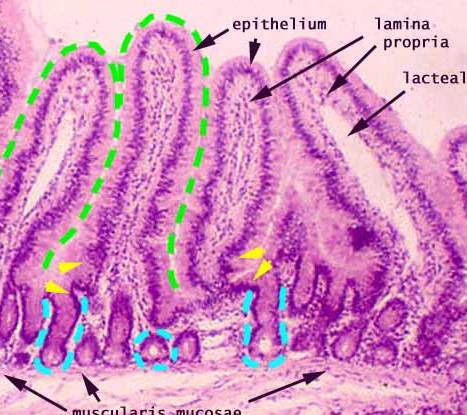 epithelium
lamina
propria
lacteal
muscularis mucosae